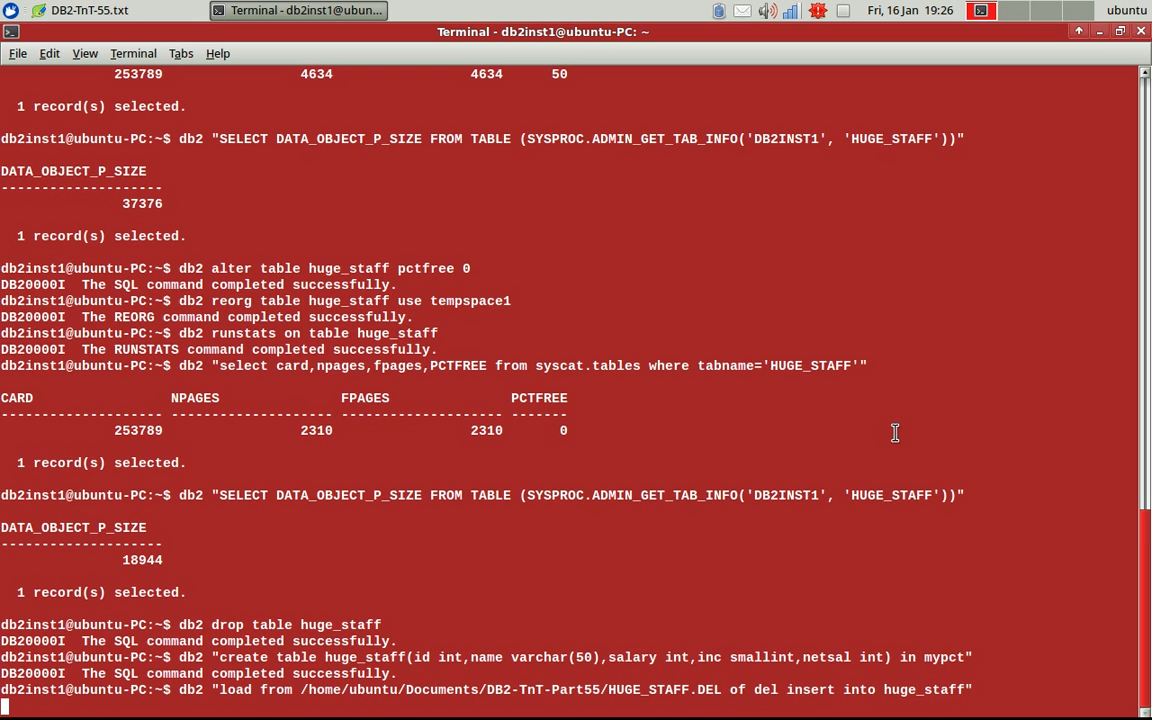 DB2-TnT-55.txt
Terminal - db2inst1@ubun...
Fri, 16 Jan 19:26
ubuntu
Terminal - db2inst1@ubuntu-PC: ~
File Edit View Terminal Tabs Help
253789 4634 4634 50
1 record(s) selected.
db2inst1@ubuntu-PC:~$ db2 "SELECT DATA_OBJECT_P_SIZE FROM TABLE (SYSPROC.ADMIN_GET_TAB_INFO('DB2INST1', 'HUGE_STAFF'))"
DATA_OBJECT_P_SIZE
--------------------
37376
1 record(s) selected.
db2inst1@ubuntu-PC:~$ db2 alter table huge_staff pctfree 0
DB20000I  The SQL command completed successfully.
db2inst1@ubuntu-PC:~$ db2 reorg table huge_staff use tempspace1
DB20000I  The REORG command completed successfully.
db2inst1@ubuntu-PC:~$ db2 runstats on table huge_staff
DB20000I  The RUNSTATS command completed successfully.
db2inst1@ubuntu-PC:~$ db2 "select card,npages,fpages,PCTFREE from syscat.tables where tabname='HUGE_STAFF'"
CARD NPAGES FPAGES PCTFREE
-------------------- -------------------- -------------------- -------
253789 2310 2310 0
1 record(s) selected.
db2inst1@ubuntu-PC:~$ db2 "SELECT DATA_OBJECT_P_SIZE FROM TABLE (SYSPROC.ADMIN_GET_TAB_INFO('DB2INST1', 'HUGE_STAFF'))"
DATA_OBJECT_P_SIZE
--------------------
18944
1 record(s) selected.
db2inst1@ubuntu-PC:~$ db2 drop table huge_staff
DB20000I  The SQL command completed successfully.
db2inst1@ubuntu-PC:~$ db2 "create table huge_staff(id int,name varchar(50),salary int,inc smallint,netsal int) in mypct"
DB20000I  The SQL command completed successfully.
db2inst1@ubuntu-PC:~$ db2 "load from /home/ubuntu/Documents/DB2-TnT-Part55/HUGE_STAFF.DEL of del insert into huge_staff"